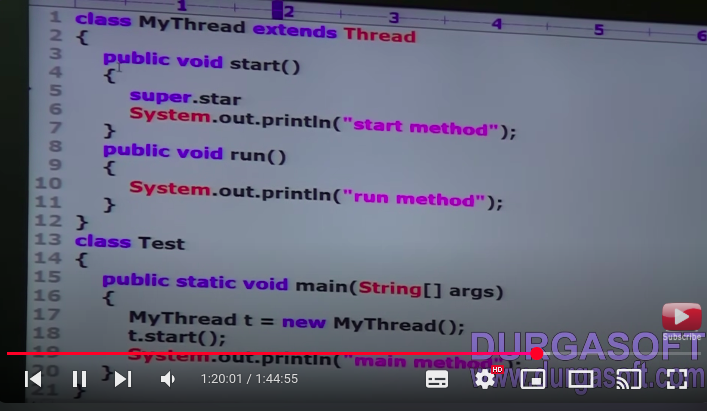 1 2 3 4 5 6
1 class MyThread extends Thread
2 {
3 public void start()
4 {
5 super.star
6 System.out.println("start method");
7 }
8 public void run()
9 {
10 System.out.println("run method");
11 }
12 }
13 class Test
14 {
15 public static void main(String[] args)
16 {
17 MyThread t = new MyThread();
18 t.start();
19 System.out.println("main method");
20 }
21 }
Subscribe
DURGASOFT
www.durgasoft.com
1:20:01 / 1:44:55
HD